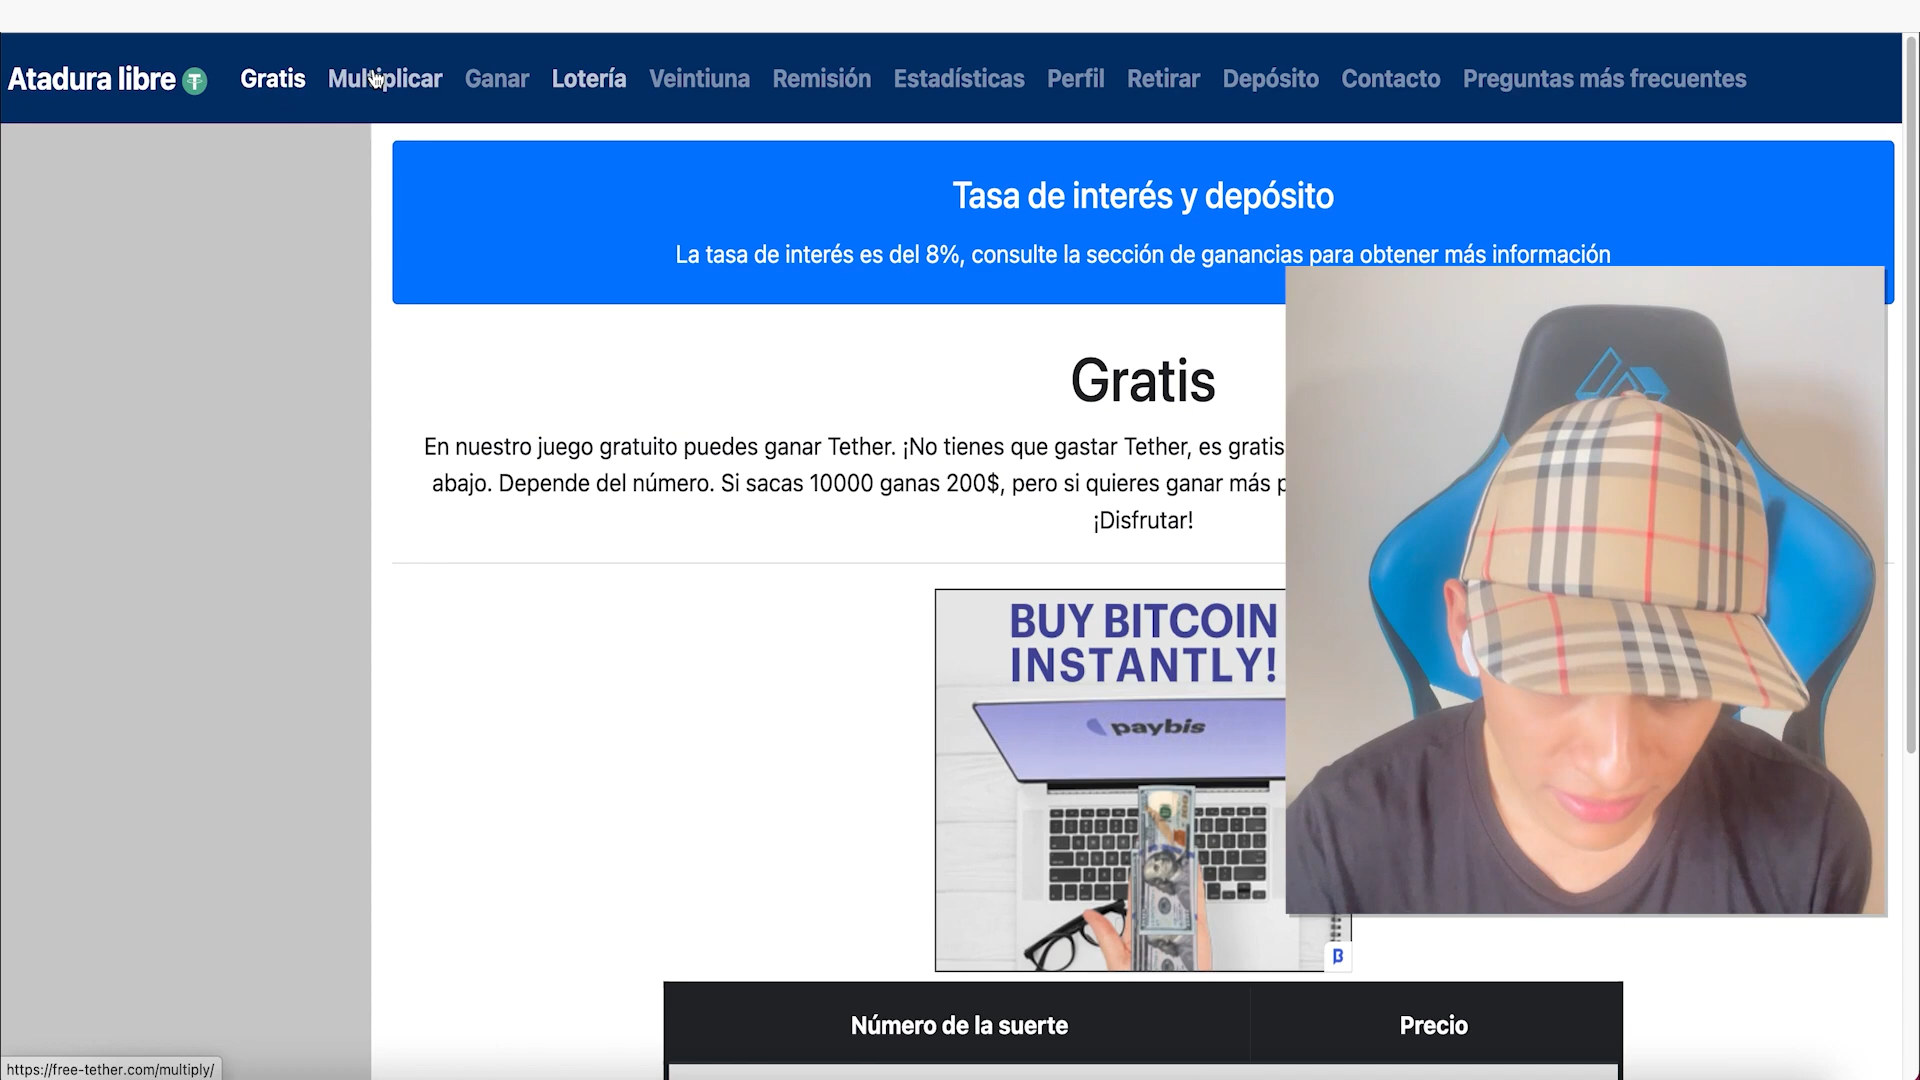 Atadura libre
Gratis Multiplicar Ganar Lotería Veintiuna Remisión Estadísticas Perfil Retirar Depósito Contacto Preguntas más frecuentes
Tasa de interés y depósito
La tasa de interés es del 8%, consulte la sección de ganancias para obtener más información
Gratis
En nuestro juego gratuito puedes ganar Tether. ¡No tienes que gastar Tether, es gratis
abajo. Depende del número. Si sacas 10000 ganas 200$, pero si quieres ganar más p
¡Disfrutar!
BUY BITCOIN
INSTANTLY!
paybis
Número de la suerte Precio
https://free-tether.com/multiply/